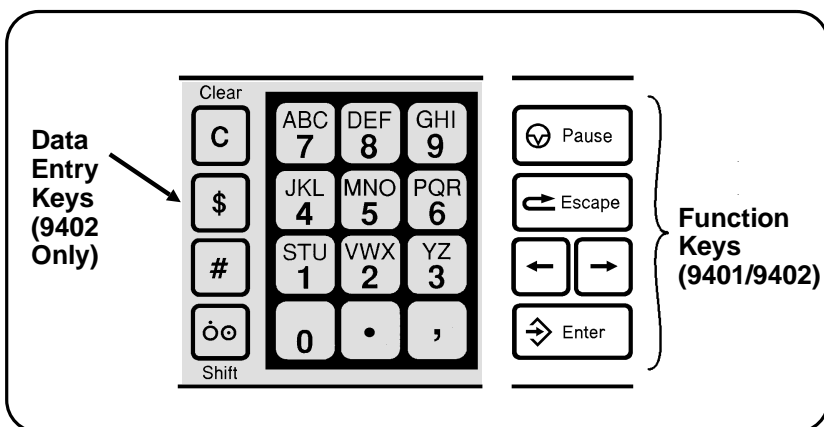 Clear
Data
Entry
Keys
(9402
Only)
C
$
#
Shift
ABC DEF GHI
7 8 9
JKL MNO PQR
4 5 6
STU VWX YZ
1 2 3
0 • ,
Pause
Escape
← →
Enter
Function
Keys
(9401/9402)